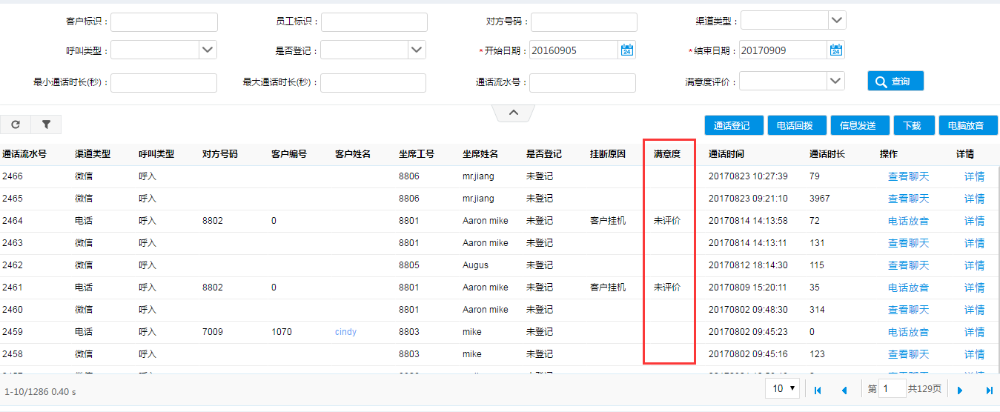 客户标识： 员工标识： 对方号码： 渠道类型：
呼叫类型： 是否登记： *开始日期：20160905 24 *结束日期：20170909 24
最小通话时长(秒)： 最大通话时长(秒)： 通话流水号： 满意度评价： 查询
通话登记 电话回拨 信息发送 下载 电脑放音
通话流水号 渠道类型 呼叫类型 对方号码 客户编号 客户姓名 坐席工号 坐席姓名 是否登记 挂断原因 满意度 通话时间 通话时长 操作 详情
2466 微信 呼入 8806 mr.jiang 未登记 20170823 10:27:39 79 查看聊天 详情
2465 微信 呼入 8806 mr.jiang 未登记 20170823 09:21:10 3967 查看聊天 详情
2464 电话 呼入 8802 0 8801 Aaron mike 未登记 客户挂机 未评价 20170814 14:13:58 72 电话放音 详情
2463 微信 呼入 8801 Aaron mike 未登记 20170814 14:13:11 131 查看聊天 详情
2462 微信 呼入 8805 Augus 未登记 20170812 18:14:30 115 查看聊天 详情
2461 电话 呼入 8802 0 8801 Aaron mike 未登记 客户挂机 未评价 20170809 15:20:11 35 电话放音 详情
2460 微信 呼入 8801 Aaron mike 未登记 20170802 09:48:30 314 查看聊天 详情
2459 电话 呼入 7009 1070 cindy 8803 mike 未登记 20170802 09:45:23 0 电话放音 详情
2458 微信 呼入 8803 mike 未登记 20170802 09:45:16 123 查看聊天 详情
1-10/1286 0.40 s 10 第 1 共129页